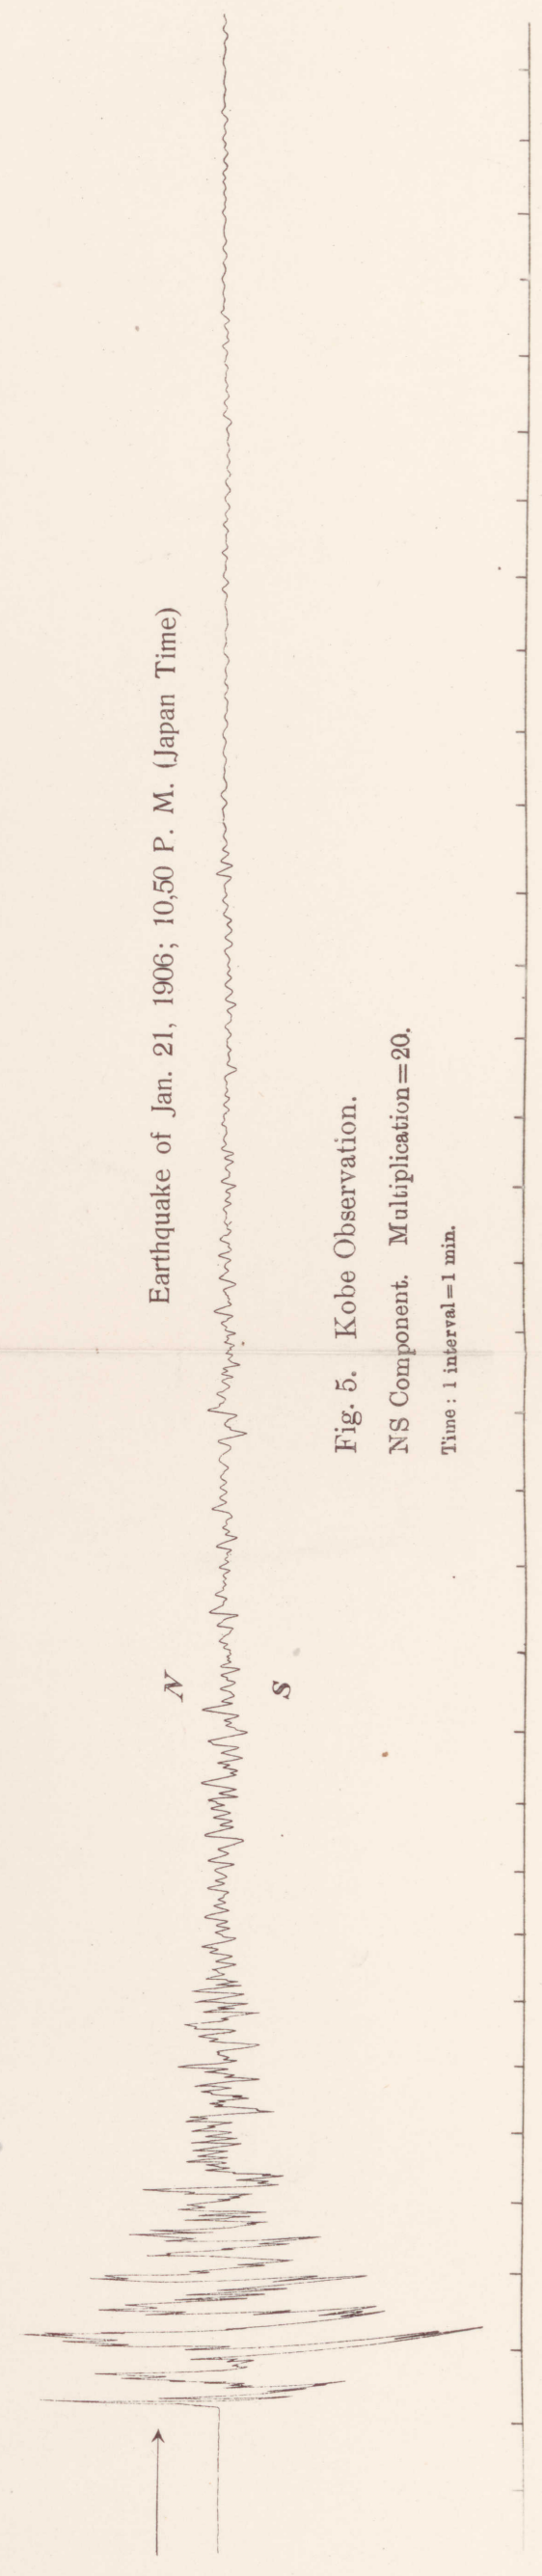 Earthquake of Jan. 21, 1906; 10,50 P. M. (Japan Time)
N
S
Fig. 5. Kobe Observation.
NS Component. Multiplication=20.
Time: 1 interval=1 min.